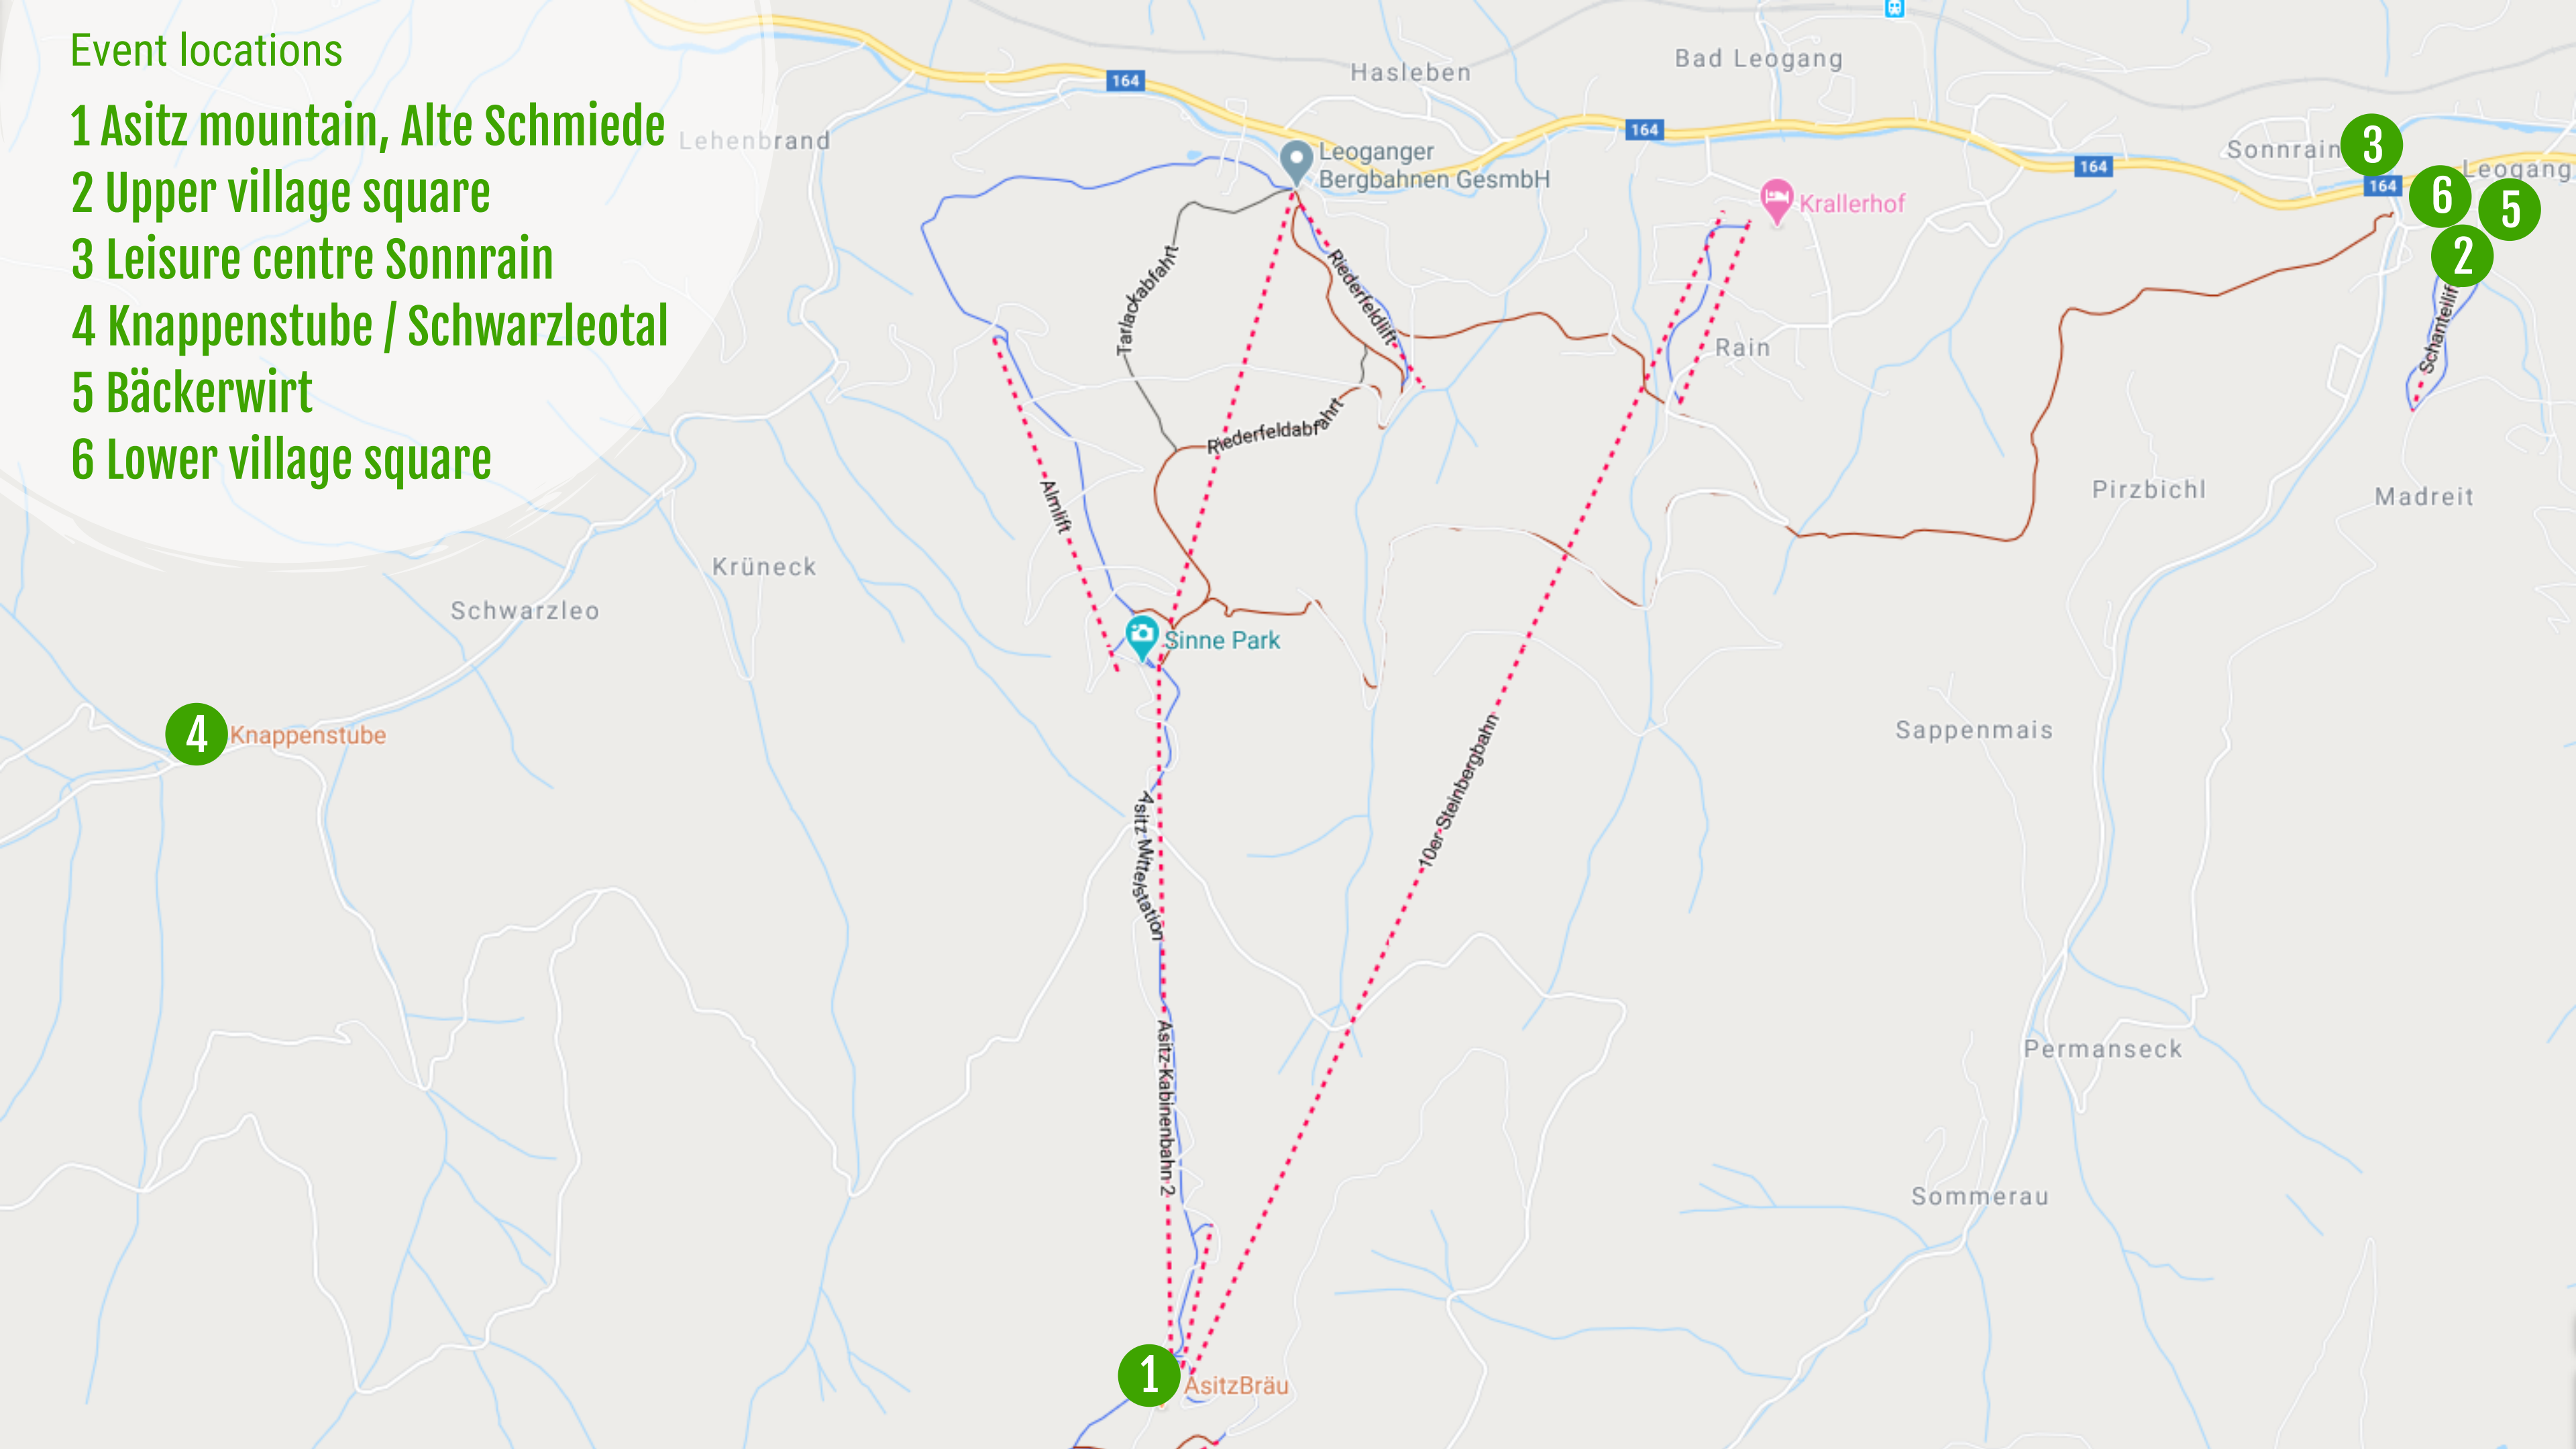 Event locations
1 Asitz mountain, Alte Schmiede
2 Upper village square
3 Leisure centre Sonnrain
4 Knappenstube / Schwarzleotal
5 Bäckerwirt
6 Lower village square
Hasleben
Bad Leogang
164
164
164
164
Lehenbrand
Leoganger
Bergbahnen GesmbH
Krallerhof
Sonnrain
3
Leogang
6
5
2
Tarlackabfahrt
Riederfeldlift
Riederfeldabfahrt
Rain
Schanteilift
Almlift
Pirzbichl
Madreit
Krüneck
Schwarzleo
Sinne Park
4
Knappenstube
Sappenmais
10er Steinbergbahn
Asitz Mittelstation
Asitz-Kabinenbahn 2
Permanseck
Sommerau
1
AsitzBräu